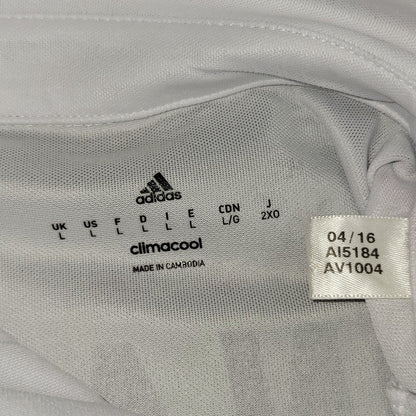 adidas
UK US F D I E CDN J
L L L L L L L/G 2XO
climacool
MADE IN CAMBODIA
04/16
AI5184
AV1004